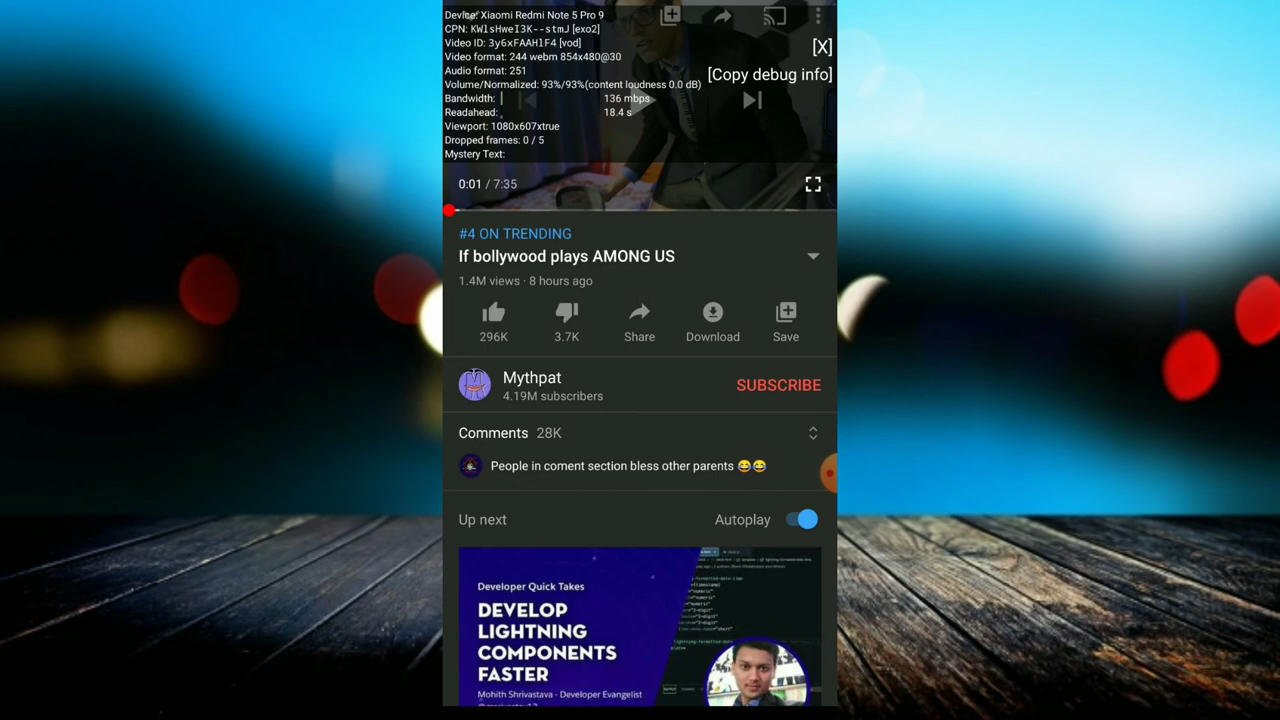 Device: Xiaomi Redmi Note 5 Pro 9
CPN: KWlsHweI3K--stmJ [exo2]
Video ID: 3y6xFAAHlF4 [vod]
[X]
Video format: 244 webm 854x480@30
Audio format: 251
[Copy debug info]
Volume/Normalized: 93%/93%(content loudness 0.0 dB)
Bandwidth: 136 mbps
Readahead: 18.4 s
Viewport: 1080x607xtrue
Dropped frames: 0 / 5
Mystery Text:
0:01 / 7:35
#4 ON TRENDING
If bollywood plays AMONG US
1.4M views · 8 hours ago
296K 3.7K Share Download Save
Mythpat
SUBSCRIBE
4.19M subscribers
Comments 28K
People in coment section bless other parents 😂😂
Up next Autoplay
Developer Quick Takes
DEVELOP
LIGHTNING
COMPONENTS
FASTER
Mohith Shrivastava - Developer Evangelist